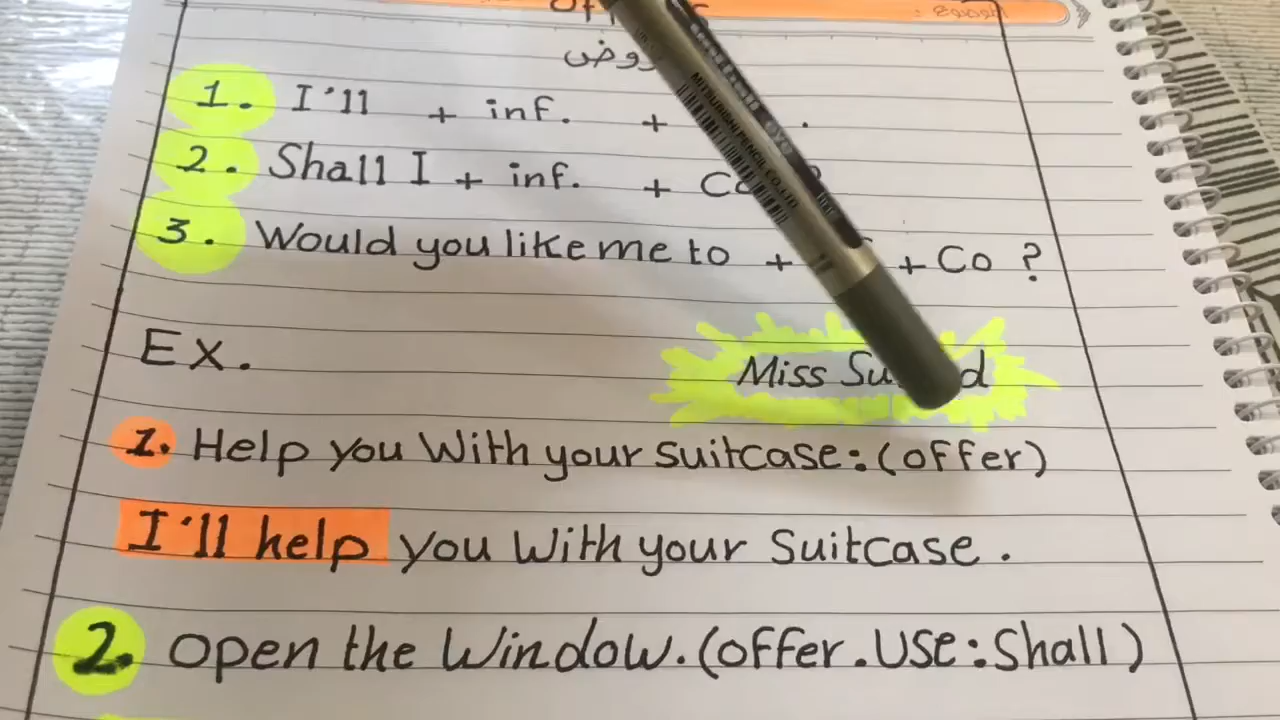 الموضوع :
1. I'll + inf. + .
2. Shall I + inf. +
3. Would you like me to + + Co ?
Ex.
Miss
1. Help you With your suitcase:(offer)
I'll help you With your Suitcase.
2. open the Window.(offer.USe:Shall)